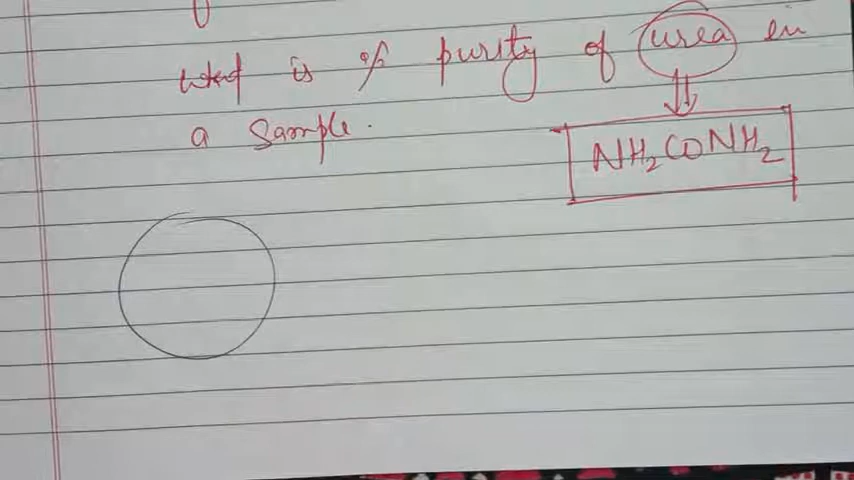 what is % purity of urea in
a Sample.
NH₂CONH₂